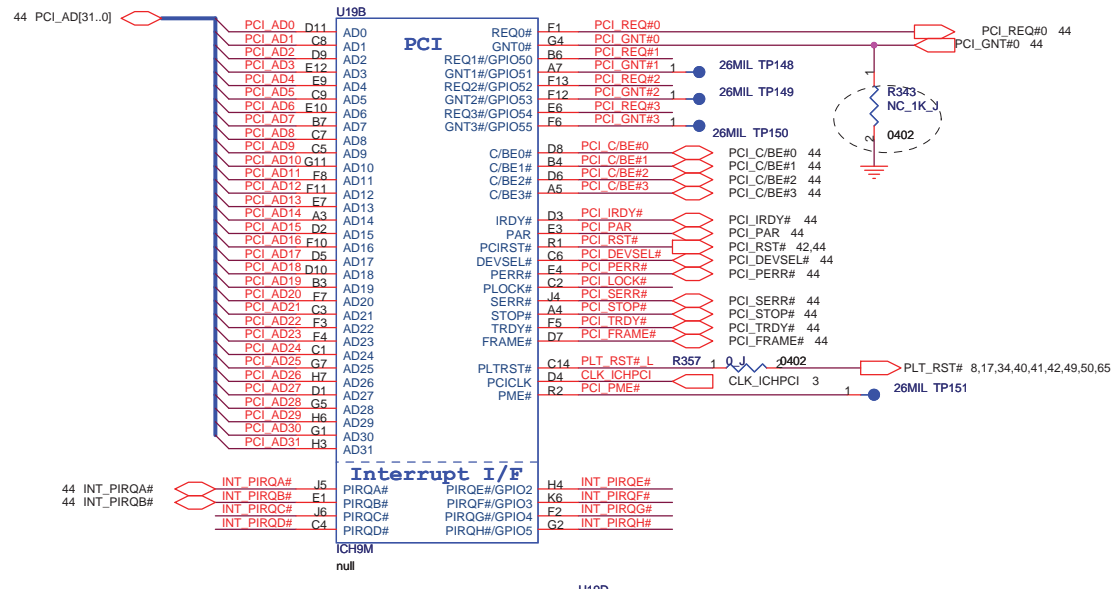 44 PCI_AD[31..0]
U19B
PCI
PCI_AD0 D11 AD0
PCI_AD1 C8 AD1
PCI_AD2 D9 AD2
PCI_AD3 E12 AD3
PCI_AD4 E9 AD4
PCI_AD5 C9 AD5
PCI_AD6 E10 AD6
PCI_AD7 B7 AD7
PCI_AD8 C7 AD8
PCI_AD9 C5 AD9
PCI_AD10 G11 AD10
PCI_AD11 F8 AD11
PCI_AD12 F11 AD12
PCI_AD13 E7 AD13
PCI_AD14 A3 AD14
PCI_AD15 D2 AD15
PCI_AD16 F10 AD16
PCI_AD17 D5 AD17
PCI_AD18 D10 AD18
PCI_AD19 B3 AD19
PCI_AD20 F7 AD20
PCI_AD21 C3 AD21
PCI_AD22 F3 AD22
PCI_AD23 F4 AD23
PCI_AD24 C1 AD24
PCI_AD25 G7 AD25
PCI_AD26 H7 AD26
PCI_AD27 D1 AD27
PCI_AD28 G5 AD28
PCI_AD29 H6 AD29
PCI_AD30 G1 AD30
PCI_AD31 H3 AD31
REQ0# F1 PCI_REQ#0 PCI_REQ#0 44
GNT0# G4 PCI_GNT#0 PCI_GNT#0 44
REQ1#/GPIO50 B6 PCI_REQ#1
GNT1#/GPIO51 A7 PCI_GNT#1 1 26MIL TP148
REQ2#/GPIO52 F13 PCI_REQ#2
GNT2#/GPIO53 F12 PCI_GNT#2 1 26MIL TP149
REQ3#/GPIO54 E6 PCI_REQ#3
GNT3#/GPIO55 F6 PCI_GNT#3 1 26MIL TP150
1
R343
NC_1K_J
0402
2
C/BE0# D8 PCI_C/BE#0 PCI_C/BE#0 44
C/BE1# B4 PCI_C/BE#1 PCI_C/BE#1 44
C/BE2# D6 PCI_C/BE#2 PCI_C/BE#2 44
C/BE3# A5 PCI_C/BE#3 PCI_C/BE#3 44
IRDY# D3 PCI_IRDY# PCI_IRDY# 44
PAR E3 PCI_PAR PCI_PAR 44
PCIRST# R1 PCI_RST# PCI_RST# 42,44
DEVSEL# C6 PCI_DEVSEL# PCI_DEVSEL# 44
PERR# E4 PCI_PERR# PCI_PERR# 44
PLOCK# C2 PCI_LOCK#
SERR# J4 PCI_SERR# PCI_SERR# 44
STOP# A4 PCI_STOP# PCI_STOP# 44
TRDY# F5 PCI_TRDY# PCI_TRDY# 44
FRAME# D7 PCI_FRAME# PCI_FRAME# 44
PLTRST# C14 PLT_RST#_L R357 1 0_J 2 0402 PLT_RST# 8,17,34,40,41,42,49,50,65
PCICLK D4 CLK_ICHPCI CLK_ICHPCI 3
PME# R2 PCI_PME# 1 26MIL TP151
Interrupt I/F
44 INT_PIRQA# INT_PIRQA# J5 PIRQA# PIRQE#/GPIO2 H4 INT_PIRQE#
44 INT_PIRQB# INT_PIRQB# E1 PIRQB# PIRQF#/GPIO3 K6 INT_PIRQF#
INT_PIRQC# J6 PIRQC# PIRQG#/GPIO4 F2 INT_PIRQG#
INT_PIRQD# C4 PIRQD# PIRQH#/GPIO5 G2 INT_PIRQH#
ICH9M
null